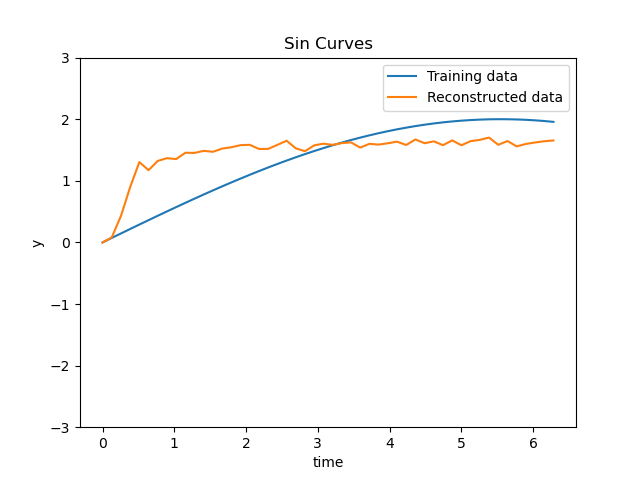 Sin Curves
3
2
1
0
−1
−2
−3
y
Training data
Reconstructed data
0 1 2 3 4 5 6
time